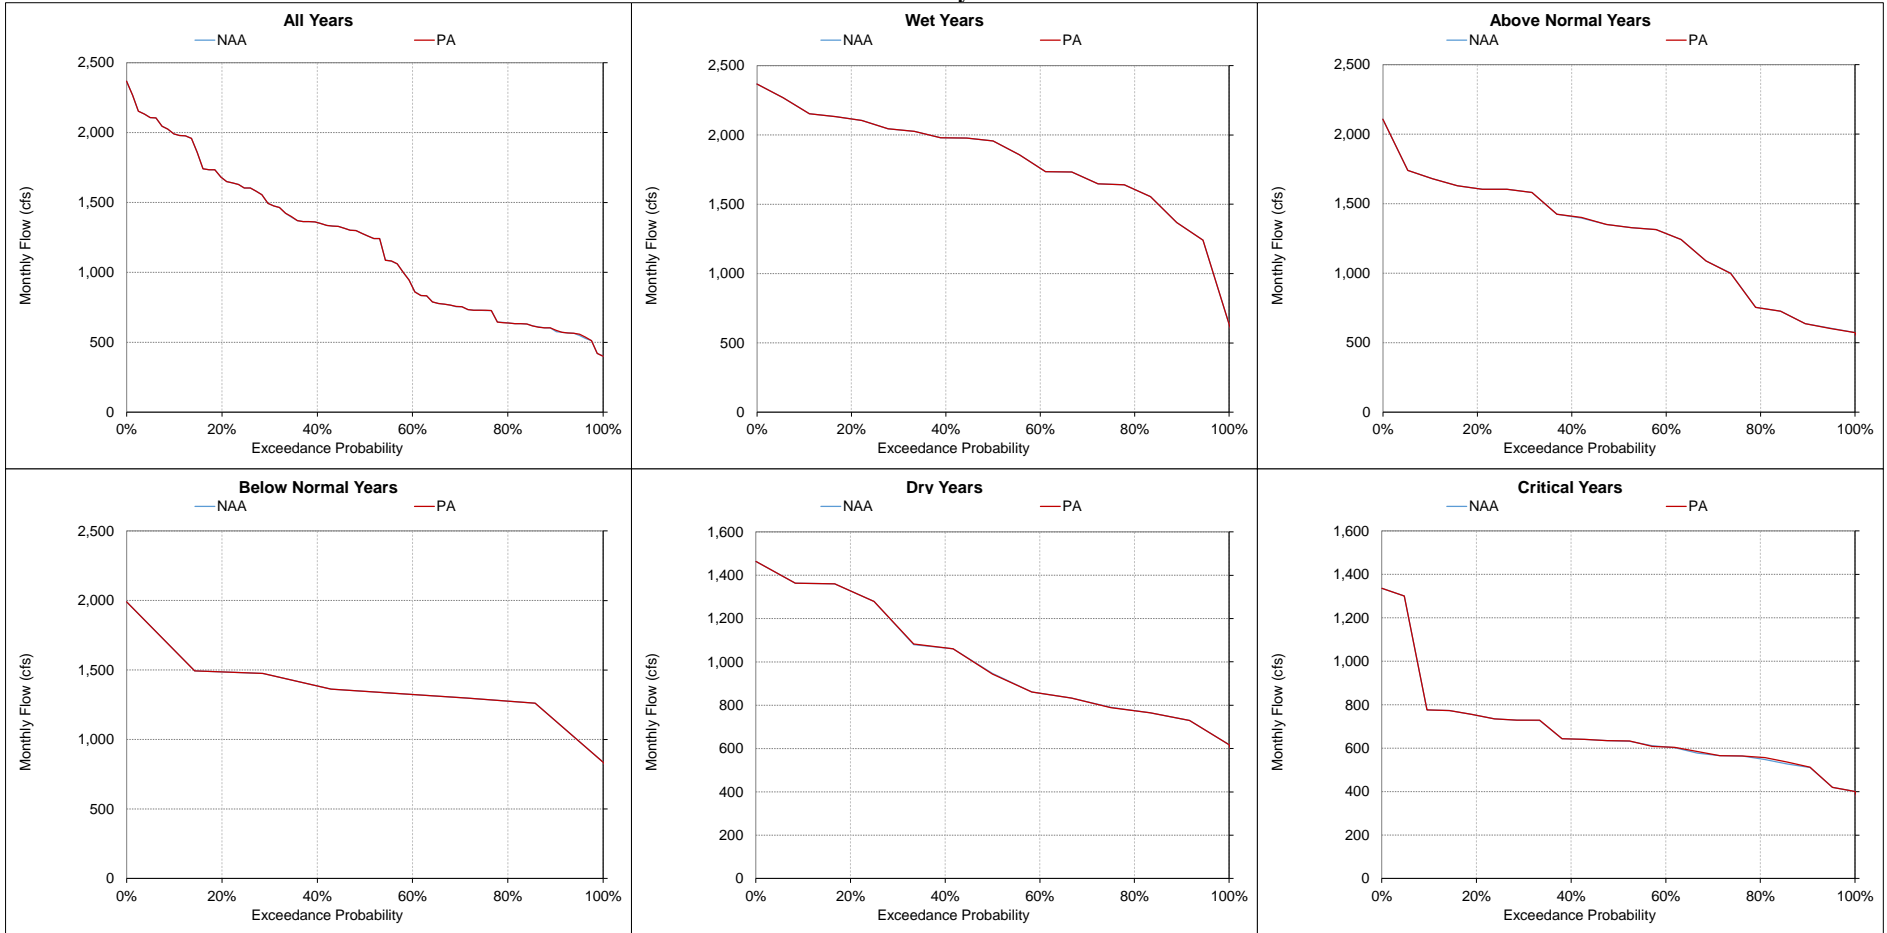 All Years
NAA PA
2,500
2,000
1,500
1,000
500
0
Monthly Flow (cfs)
0% 20% 40% 60% 80% 100%
Exceedance Probability
Wet Years
NAA PA
2,500
2,000
1,500
1,000
500
0
Monthly Flow (cfs)
0% 20% 40% 60% 80% 100%
Exceedance Probability
Above Normal Years
NAA PA
2,500
2,000
1,500
1,000
500
0
Monthly Flow (cfs)
0% 20% 40% 60% 80% 100%
Exceedance Probability
Below Normal Years
NAA PA
2,500
2,000
1,500
1,000
500
0
Monthly Flow (cfs)
0% 20% 40% 60% 80% 100%
Exceedance Probability
Dry Years
NAA PA
1,600
1,400
1,200
1,000
800
600
400
200
0
Monthly Flow (cfs)
0% 20% 40% 60% 80% 100%
Exceedance Probability
Critical Years
NAA PA
1,600
1,400
1,200
1,000
800
600
400
200
0
Monthly Flow (cfs)
0% 20% 40% 60% 80% 100%
Exceedance Probability